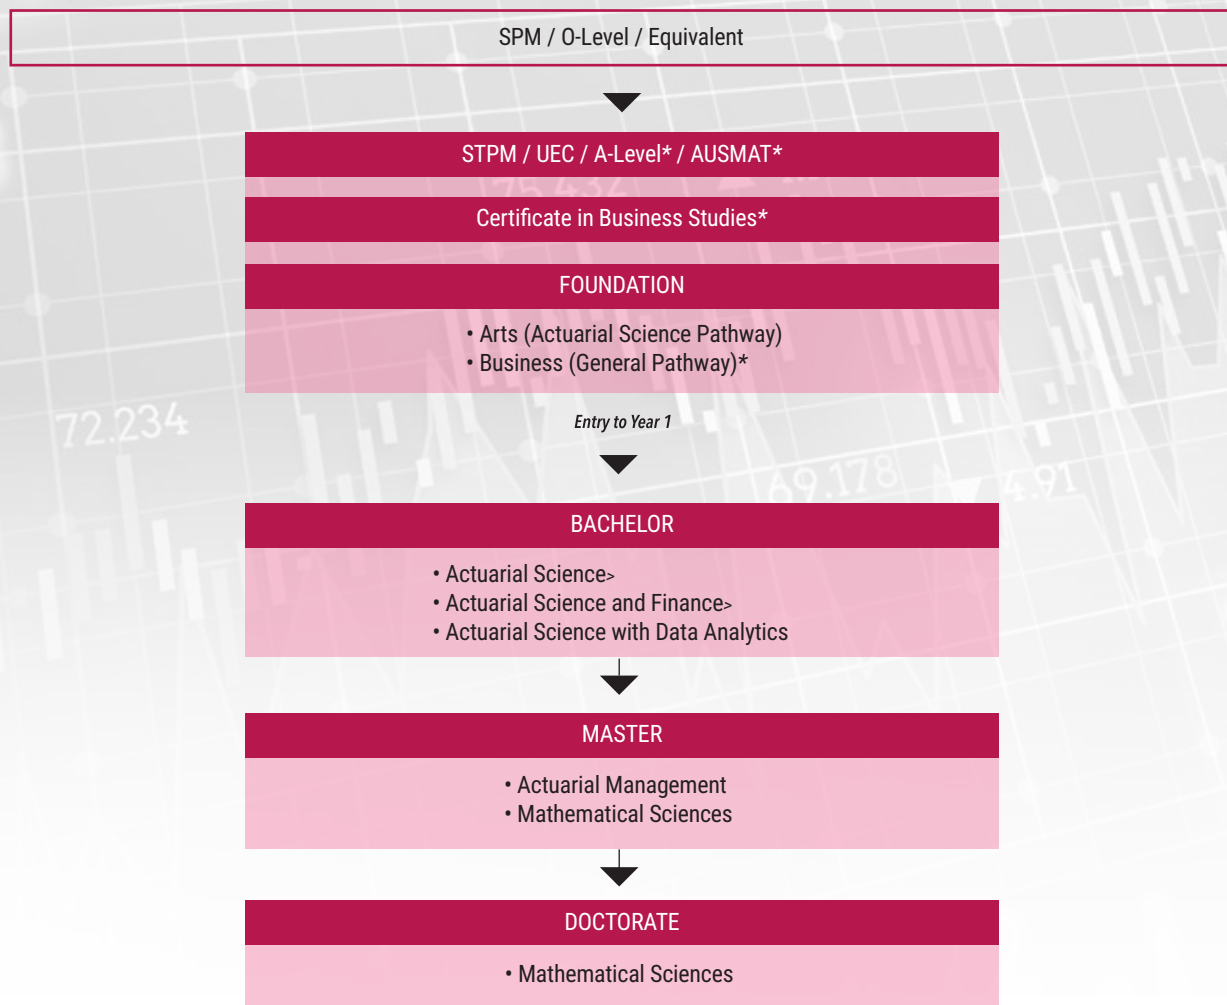 SPM / O-Level / Equivalent
75.432
STPM / UEC / A-Level* / AUSMAT*
Certificate in Business Studies*
FOUNDATION
• Arts (Actuarial Science Pathway)
• Business (General Pathway)*
72.234
Entry to Year 1
69.178
4.91
BACHELOR
• Actuarial Science>
• Actuarial Science and Finance>
• Actuarial Science with Data Analytics
MASTER
• Actuarial Management
• Mathematical Sciences
DOCTORATE
• Mathematical Sciences